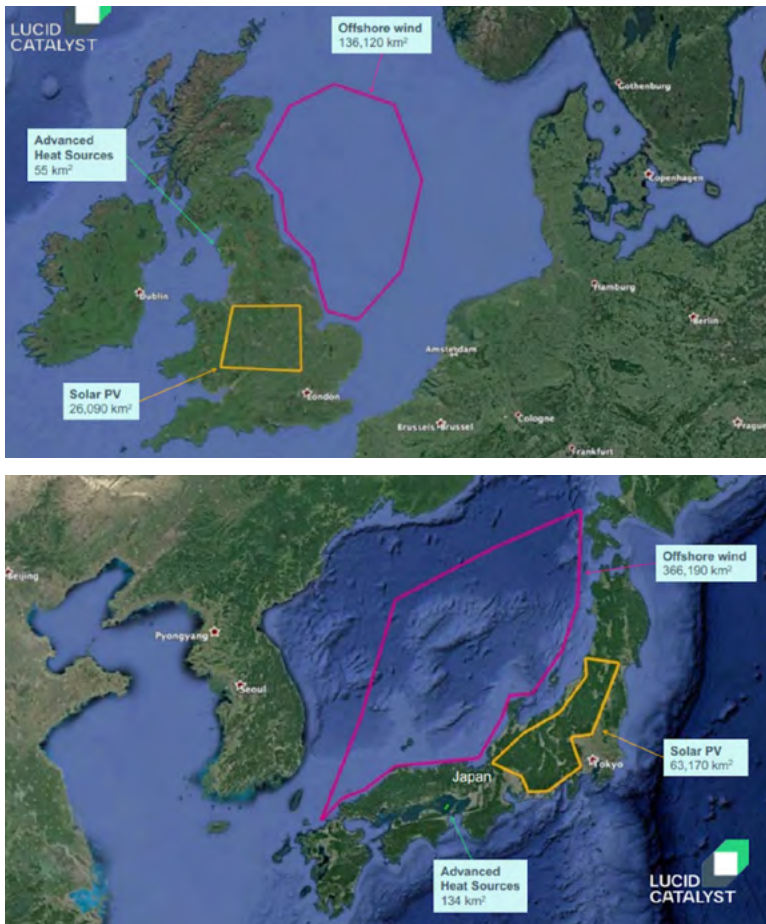 LUCID
CATALYST
Offshore wind
136,120 km²
Gothenburg
Advanced
Heat Sources
55 km²
Copenhagen
Dublin
Hamburg
Berlin
Amsterdam
Solar PV
26,090 km²
London
Brussels Brussel
Cologne
Prague
Frankfurt
Offshore wind
366,190 km²
Beijing
Pyongyang
Seoul
Solar PV
63,170 km²
Tokyo
Japan
Advanced
Heat Sources
134 km²
LUCID
CATALYST